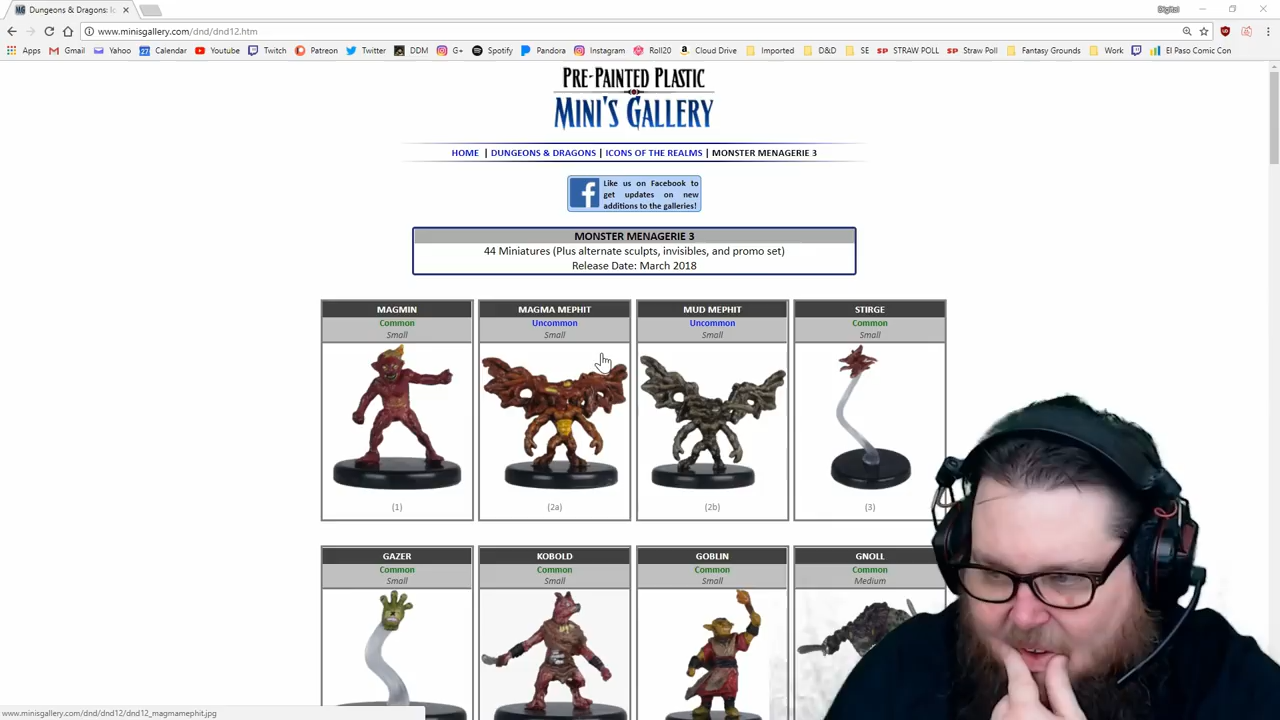 Dungeons & Dragons: Ic
Digital
www.minisgallery.com/dnd/dnd12.htm
Apps Gmail Yahoo Calendar Youtube Twitch Patreon Twitter DDM G+ Spotify Pandora Instagram Roll20 Cloud Drive Imported D&D SE STRAW POLL Straw Poll Fantasy Grounds Work El Paso Comic Con
PRE-PAINTED PLASTIC
MINI'S GALLERY
HOME | DUNGEONS & DRAGONS | ICONS OF THE REALMS | MONSTER MENAGERIE 3
Like us on Facebook to
get updates on new
additions to the galleries!
MONSTER MENAGERIE 3
44 Miniatures (Plus alternate sculpts, invisibles, and promo set)
Release Date: March 2018
MAGMIN MAGMA MEPHIT MUD MEPHIT STIRGE
Common Uncommon Uncommon Common
Small Small Small Small
(1) (2a) (2b) (3)
GAZER KOBOLD GOBLIN GNOLL
Common Common Common Common
Small Small Small Medium
www.minisgallery.com/dnd/dnd12/dnd12_magmamephit.jpg